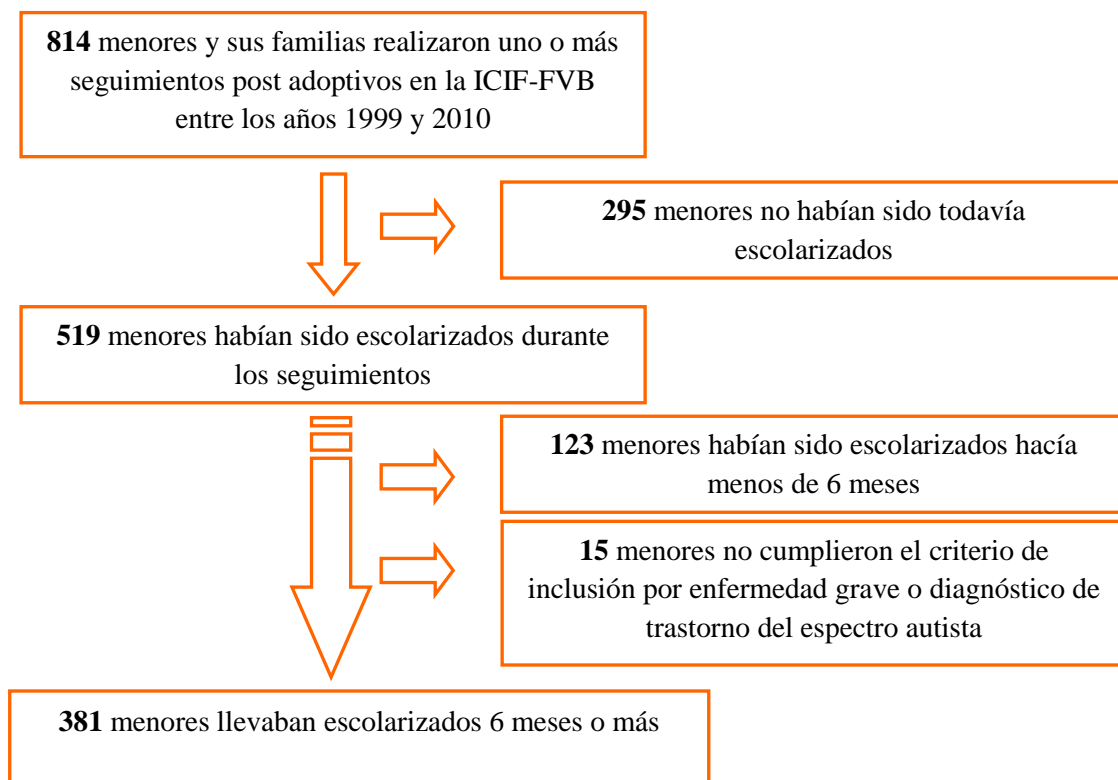 814 menores y sus familias realizaron uno o más
seguimientos post adoptivos en la ICIF-FVB
entre los años 1999 y 2010
295 menores no habían sido todavía
escolarizados
519 menores habían sido escolarizados durante
los seguimientos
123 menores habían sido escolarizados hacía
menos de 6 meses
15 menores no cumplieron el criterio de
inclusión por enfermedad grave o diagnóstico de
trastorno del espectro autista
381 menores llevaban escolarizados 6 meses o más